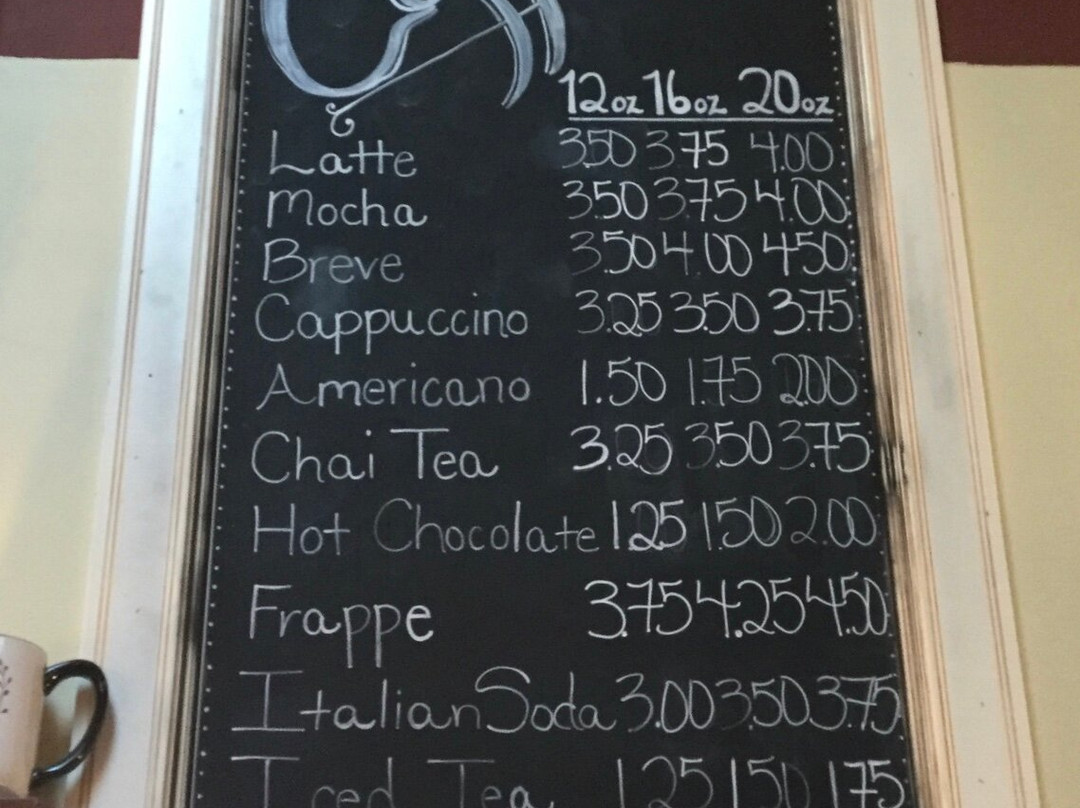 12oz 16oz 20oz
Latte 3.50 3.75 4.00
Mocha 3.50 3.75 4.00
Breve 3.50 4.00 4.50
Cappuccino 3.25 3.50 3.75
Americano 1.50 1.75 2.00
Chai Tea 3.25 3.50 3.75
Hot Chocolate 1.25 1.50 2.00
Frappe 3.75 4.25 4.50
Italian Soda 3.00 3.50 3.75
Iced Tea 1.25 1.50 1.75